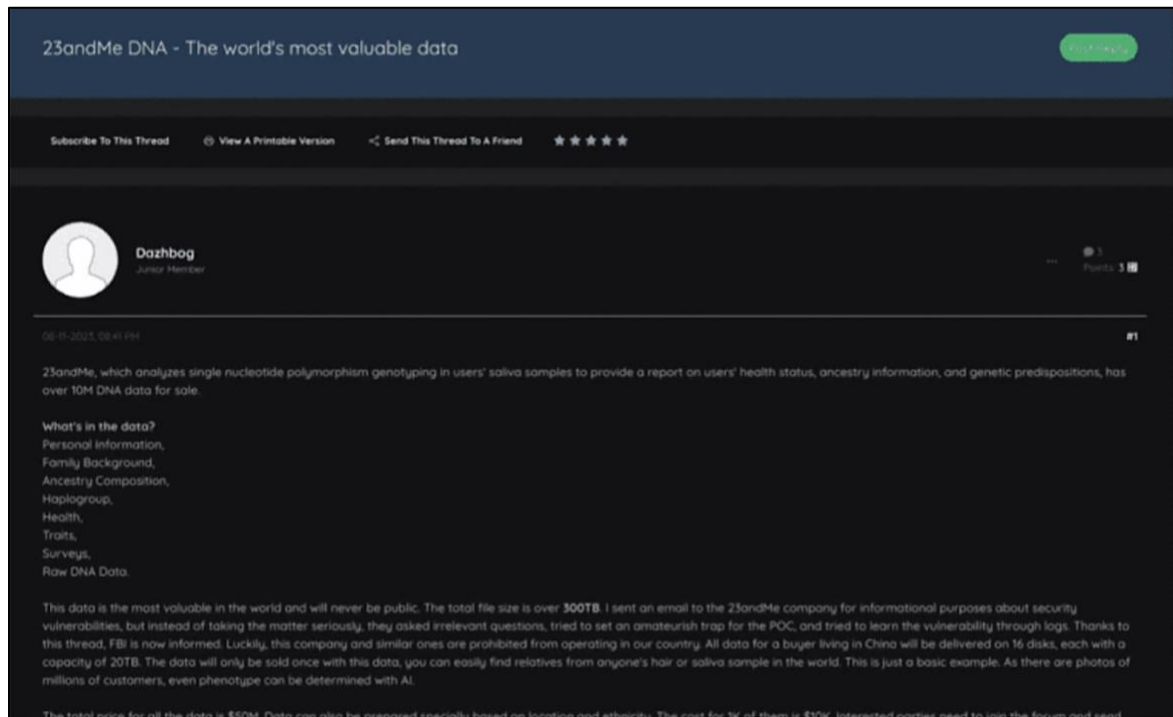 23andMe DNA - The world's most valuable data
Post Reply
Subscribe To This Thread
View A Printable Version
Send This Thread To A Friend
Dazhbog
Junior Member
3
Points: 3
08:41 PM
#1
23andMe, which analyzes single nucleotide polymorphism genotyping in users' saliva samples to provide a report on users' health status, ancestry information, and genetic predispositions, has
over 10M DNA data for sale.
What's in the data?
Personal Information,
Family Background,
Ancestry Composition,
Haplogroup,
Health,
Traits,
Surveys,
Raw DNA Data.
This data is the most valuable in the world and will never be public. The total file size is over 300TB. I sent an email to the 23andMe company for informational purposes about security
vulnerabilities, but instead of taking the matter seriously, they asked irrelevant questions, tried to set an amateurish trap for the POC, and tried to learn the vulnerability through logs. Thanks to
this thread, FBI is now informed. Luckily, this company and similar ones are prohibited from operating in our country. All data for a buyer living in China will be delivered on 16 disks, each with a
capacity of 20TB. The data will only be sold once with this data, you can easily find relatives from anyone's hair or saliva sample in the world. This is just a basic example. As there are photos of
millions of customers, even phenotype can be determined with AI.
The total price for all the data is $50M. Data can also be prepared specially based on location and ethnicity. The cost for 1K of them is $10K. Interested parties need to join the forum and send